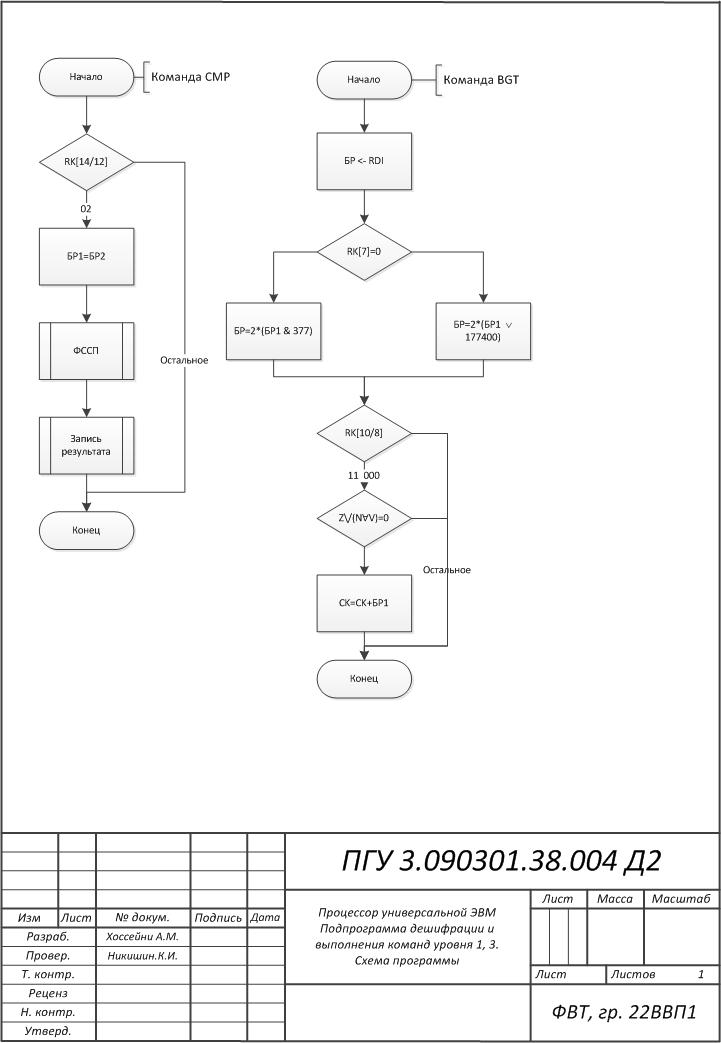 Начало
Команда CMP
RK[14/12]
02
БР1=БР2
ФССП
Остальное
Запись
результата
Конец
Начало
Команда BGT
БР <- RDI
RK[7]=0
БР=2*(БР1 & 377)
БР=2*(БР1 ∨
177400)
RK[10/8]
11 000
Z\/(N∀V)=0
Остальное
СК=СК+БР1
Конец
ПГУ 3.090301.38.004 Д2
Изм Лист № докум. Подпись Дата
Разраб. Хоссейни А.М.
Провер. Никишин.К.И.
Т. контр.
Реценз
Н. контр.
Утверд.
Процессор универсальной ЭВМ
Подпрограмма дешифрации и
выполнения команд уровня 1, 3.
Схема программы
Лист Масса Масштаб
Лист Листов 1
ФВТ, гр. 22ВВП1